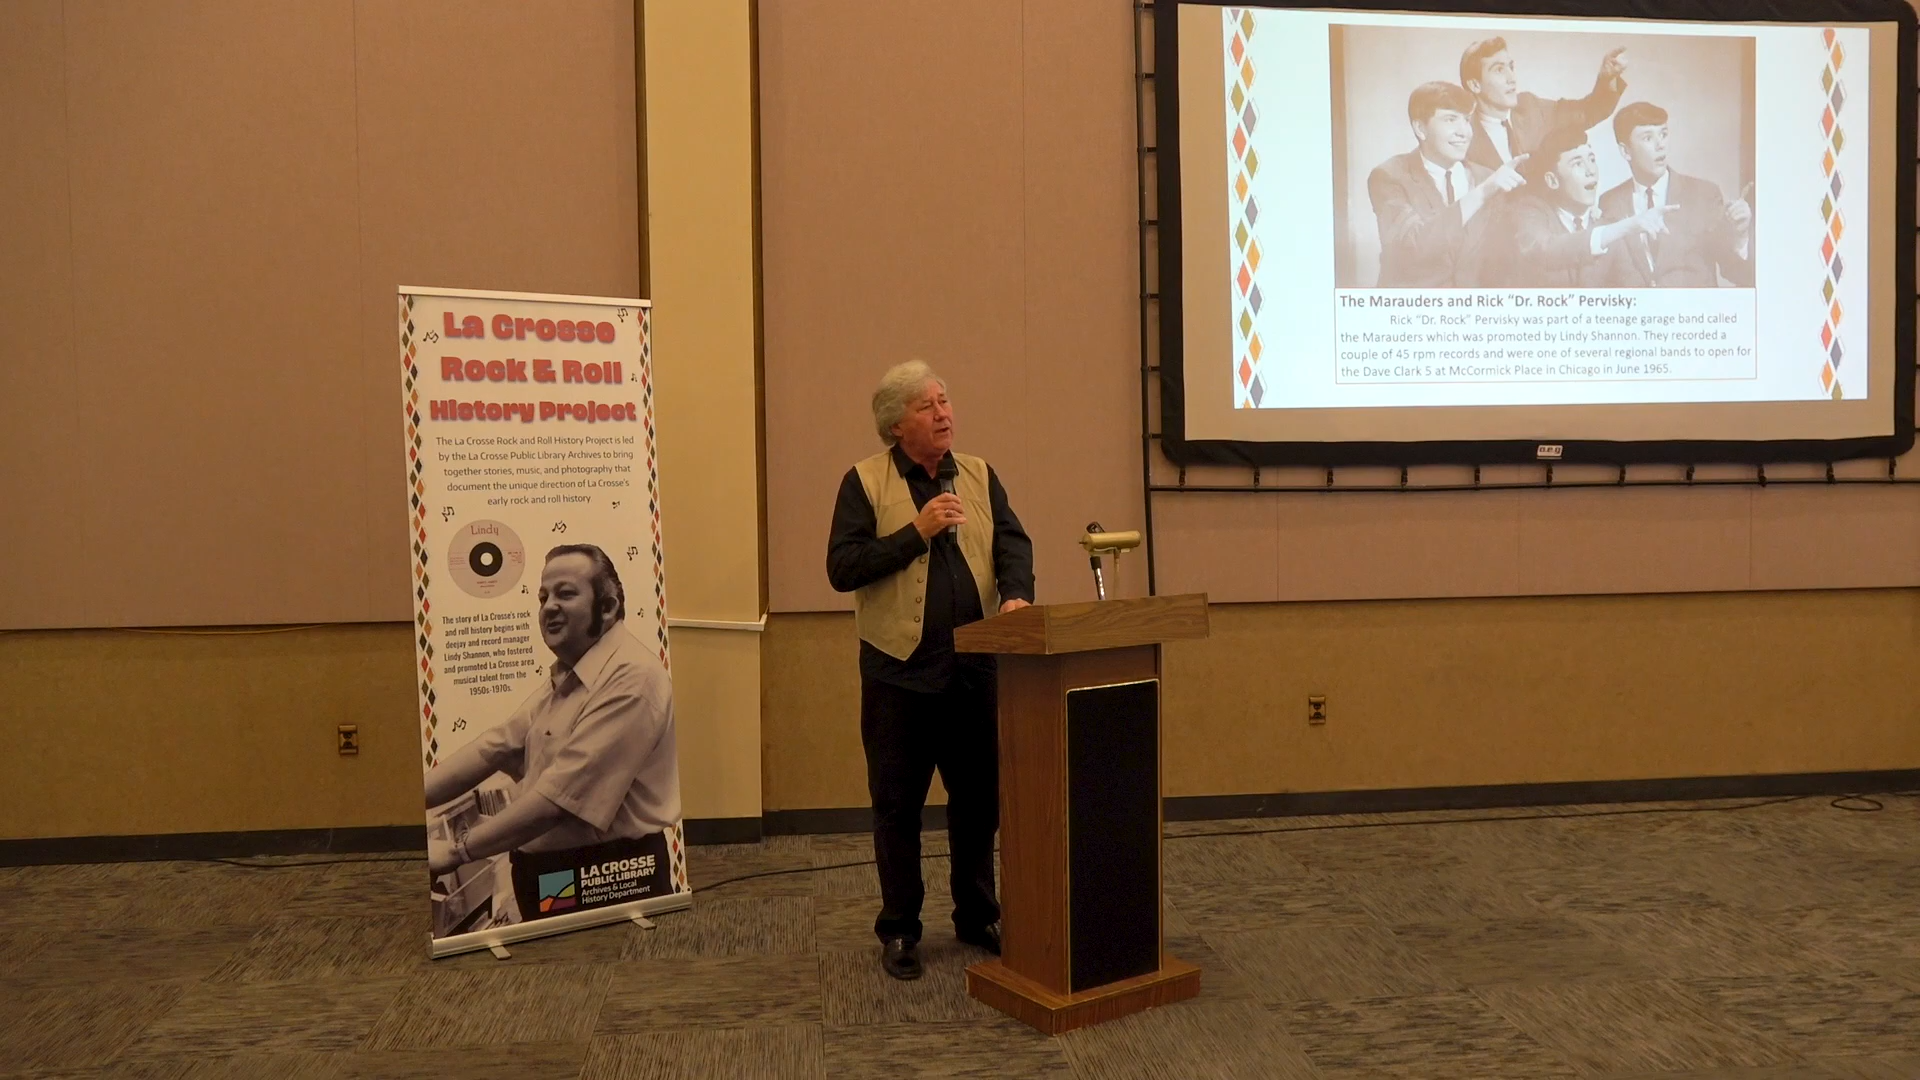 La Crosse
Rock & Roll
History Project
The La Crosse Rock and Roll History Project is led
by the La Crosse Public Library Archives to bring
together stories, music, and photography that
document the unique direction of La Crosse's
early rock and roll history.
Lindy
The story of La Crosse's rock
and roll history begins with
deejay and record manager
Lindy Shannon, who fostered
and promoted La Crosse area
musical talent from the
1950s-1970s.
LA CROSSE
PUBLIC LIBRARY
Archives & Local
History Department
The Marauders and Rick “Dr. Rock” Pervisky:
Rick “Dr. Rock” Pervisky was part of a teenage garage band called
the Marauders which was promoted by Lindy Shannon. They recorded a
couple of 45 rpm records and were one of several regional bands to open for
the Dave Clark 5 at McCormick Place in Chicago in June 1965.